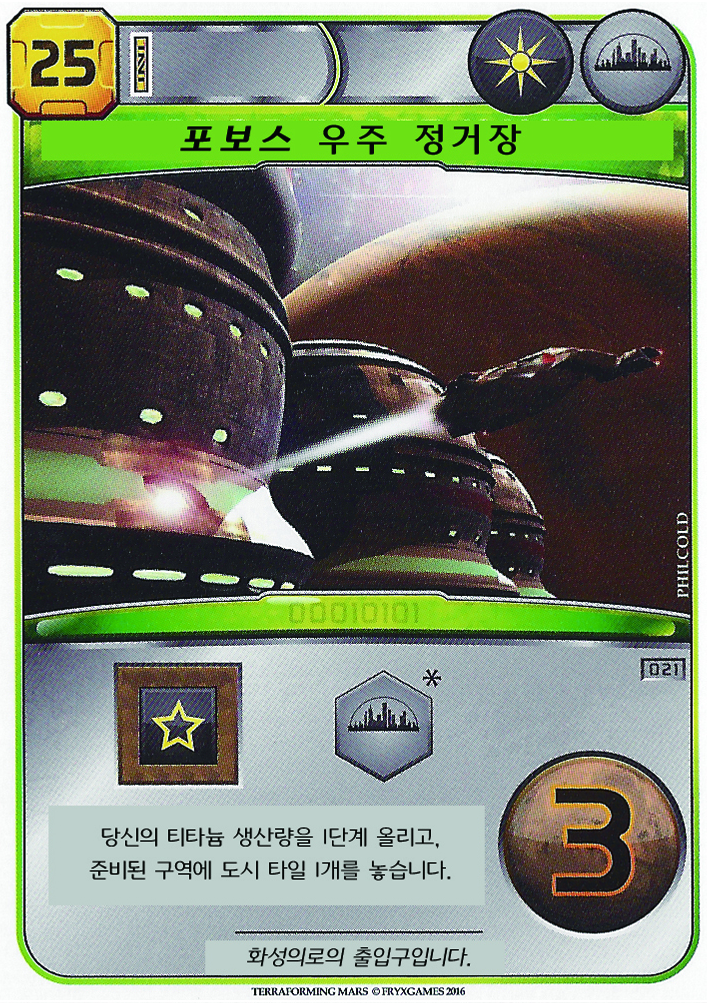 25
포보스 우주 정거장
PHILCOLD
00010101
021
*
당신의 티타늄 생산량을 1단계 올리고,
준비된 구역에 도시 타일 1개를 놓습니다.
3
화성의로의 출입구입니다.
TERRAFORMING MARS © FRYXGAMES 2016